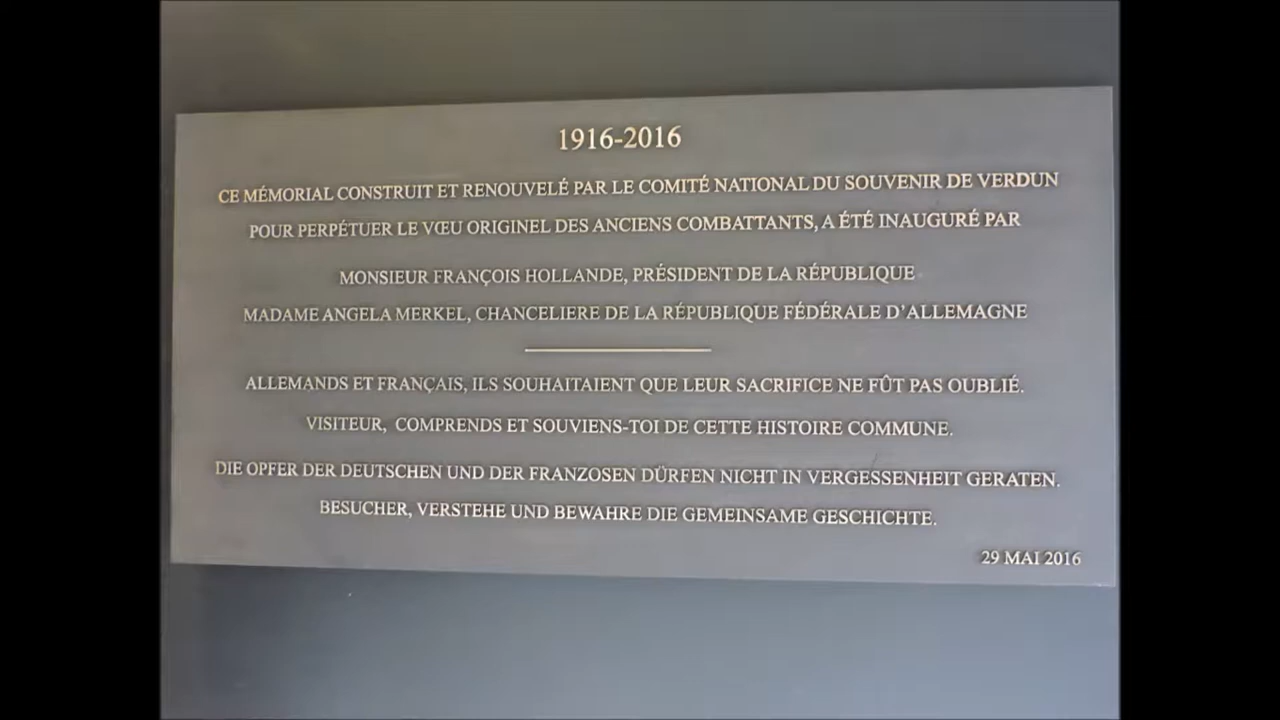 1916-2016
CE MÉMORIAL CONSTRUIT ET RENOUVELÉ PAR LE COMITÉ NATIONAL DU SOUVENIR DE VERDUN
POUR PERPÉTUER LE VŒU ORIGINEL DES ANCIENS COMBATTANTS, A ÉTÉ INAUGURÉ PAR
MONSIEUR FRANÇOIS HOLLANDE, PRÉSIDENT DE LA RÉPUBLIQUE
MADAME ANGELA MERKEL, CHANCELIERE DE LA RÉPUBLIQUE FÉDÉRALE D'ALLEMAGNE
ALLEMANDS ET FRANÇAIS, ILS SOUHAITAIENT QUE LEUR SACRIFICE NE FÛT PAS OUBLIÉ.
VISITEUR, COMPRENDS ET SOUVIENS-TOI DE CETTE HISTOIRE COMMUNE.
DIE OPFER DER DEUTSCHEN UND DER FRANZOSEN DÜRFEN NICHT IN VERGESSENHEIT GERATEN.
BESUCHER, VERSTEHE UND BEWAHRE DIE GEMEINSAME GESCHICHTE.
29 MAI 2016